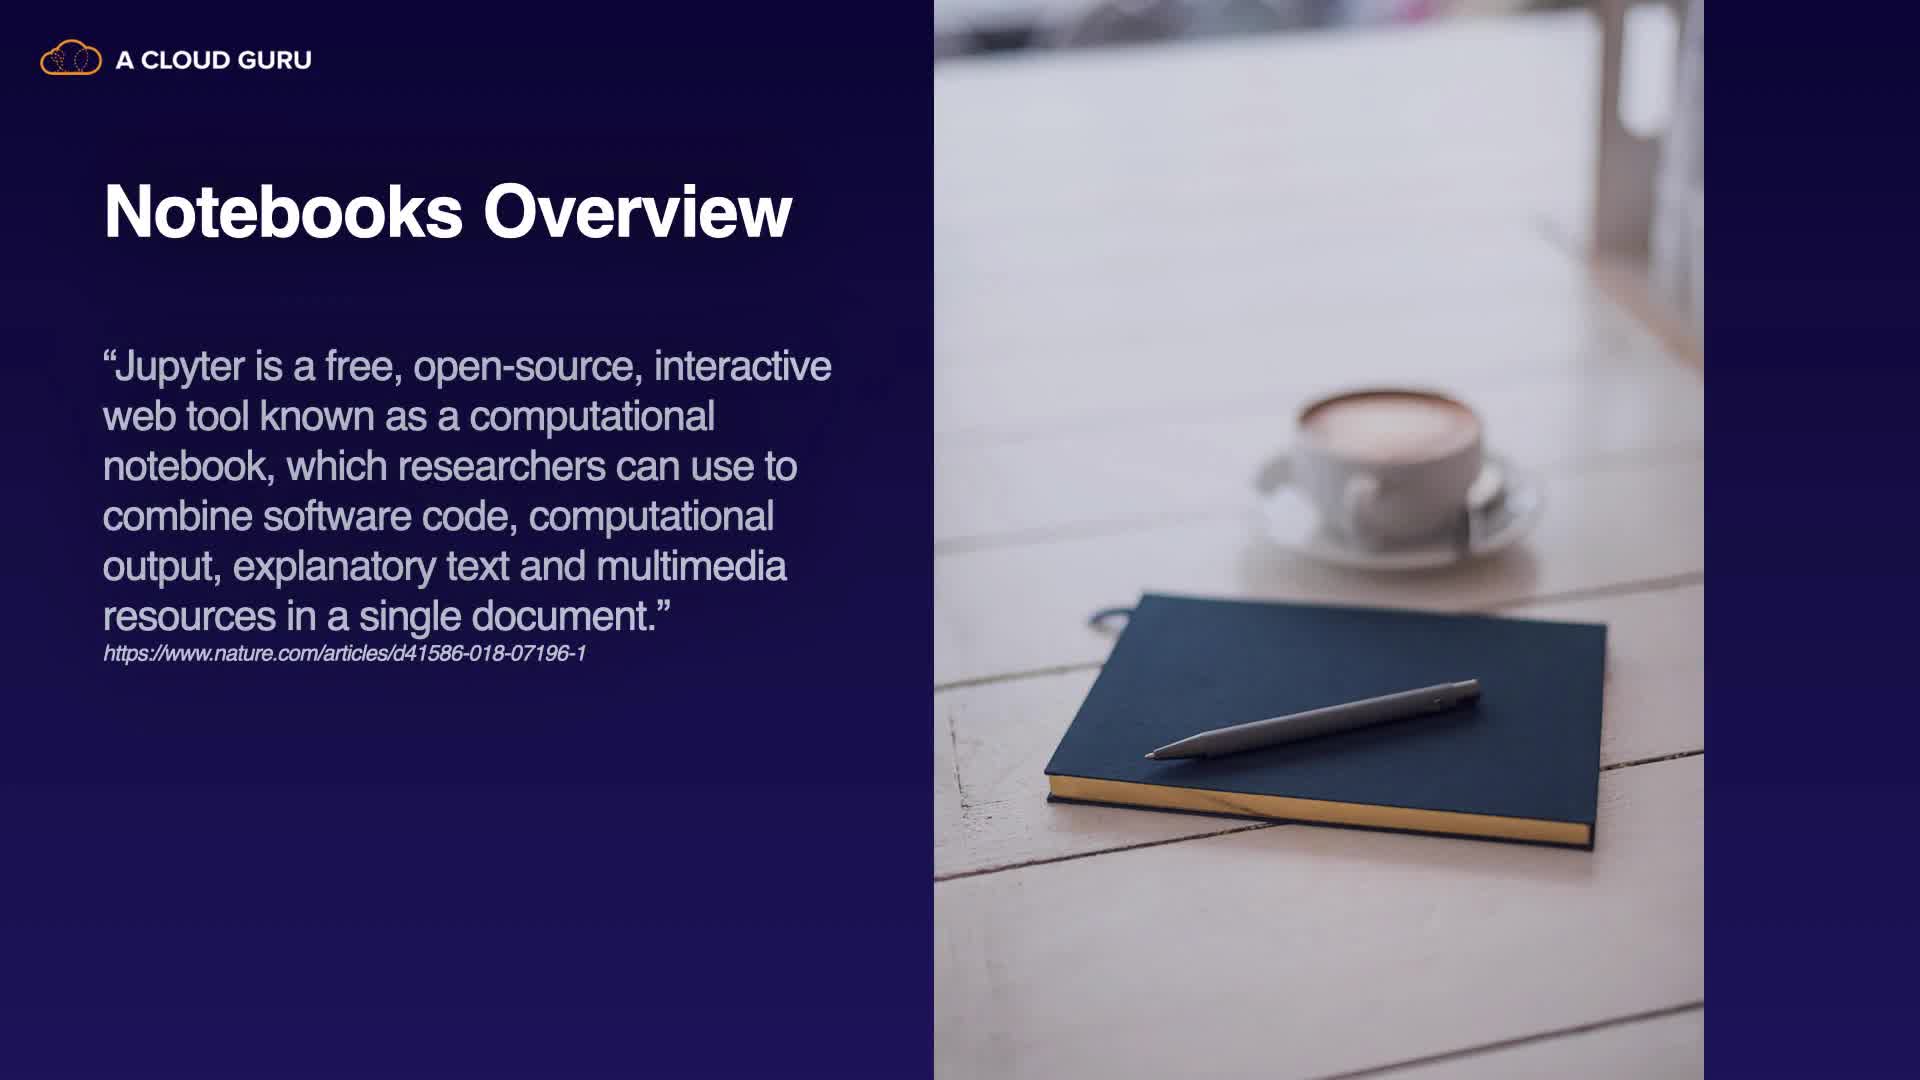 A CLOUD GURU
Notebooks Overview
“Jupyter is a free, open-source, interactive
web tool known as a computational
notebook, which researchers can use to
combine software code, computational
output, explanatory text and multimedia
resources in a single document.”
https://www.nature.com/articles/d41586-018-07196-1